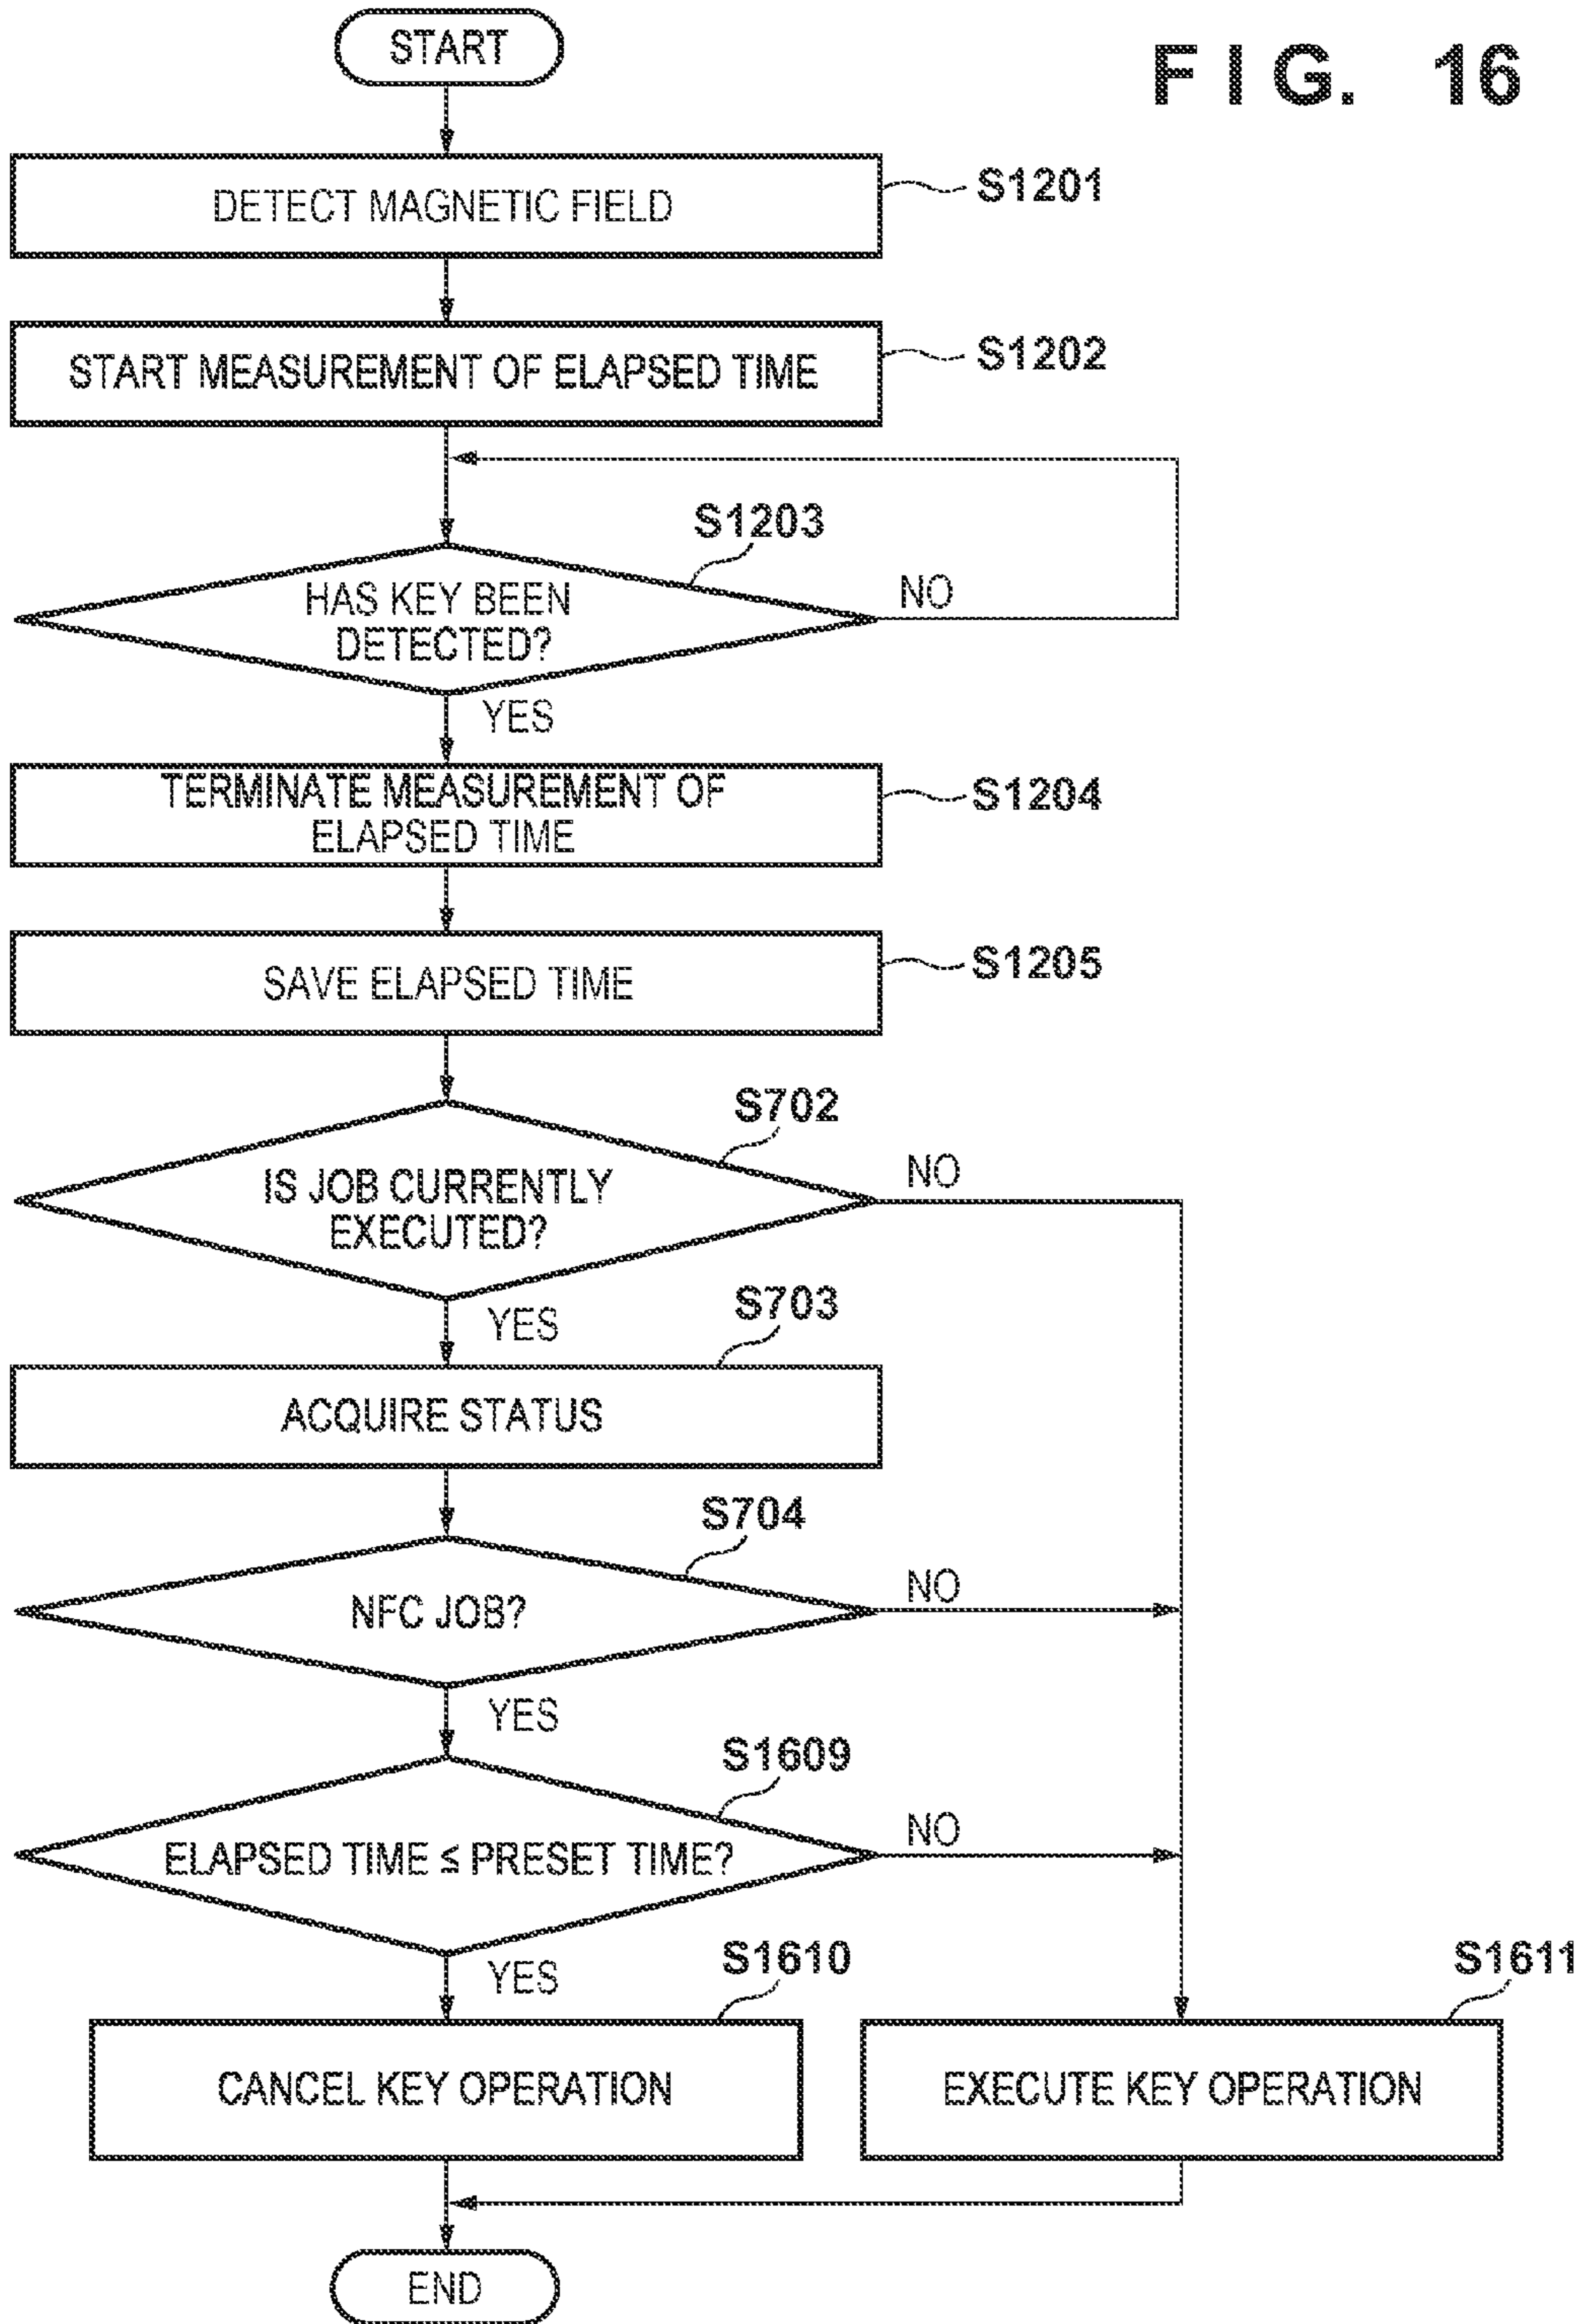 START
FIG. 16
DETECT MAGNETIC FIELD
S1201
START MEASUREMENT OF ELAPSED TIME
S1202
S1203
HAS KEY BEEN
DETECTED?
NO
YES
TERMINATE MEASUREMENT OF
ELAPSED TIME
S1204
SAVE ELAPSED TIME
S1205
S702
IS JOB CURRENTLY
EXECUTED?
NO
YES
S703
ACQUIRE STATUS
S704
NFC JOB?
NO
YES
S1609
ELAPSED TIME ≤ PRESET TIME?
NO
YES
S1610
S1611
CANCEL KEY OPERATION
EXECUTE KEY OPERATION
END